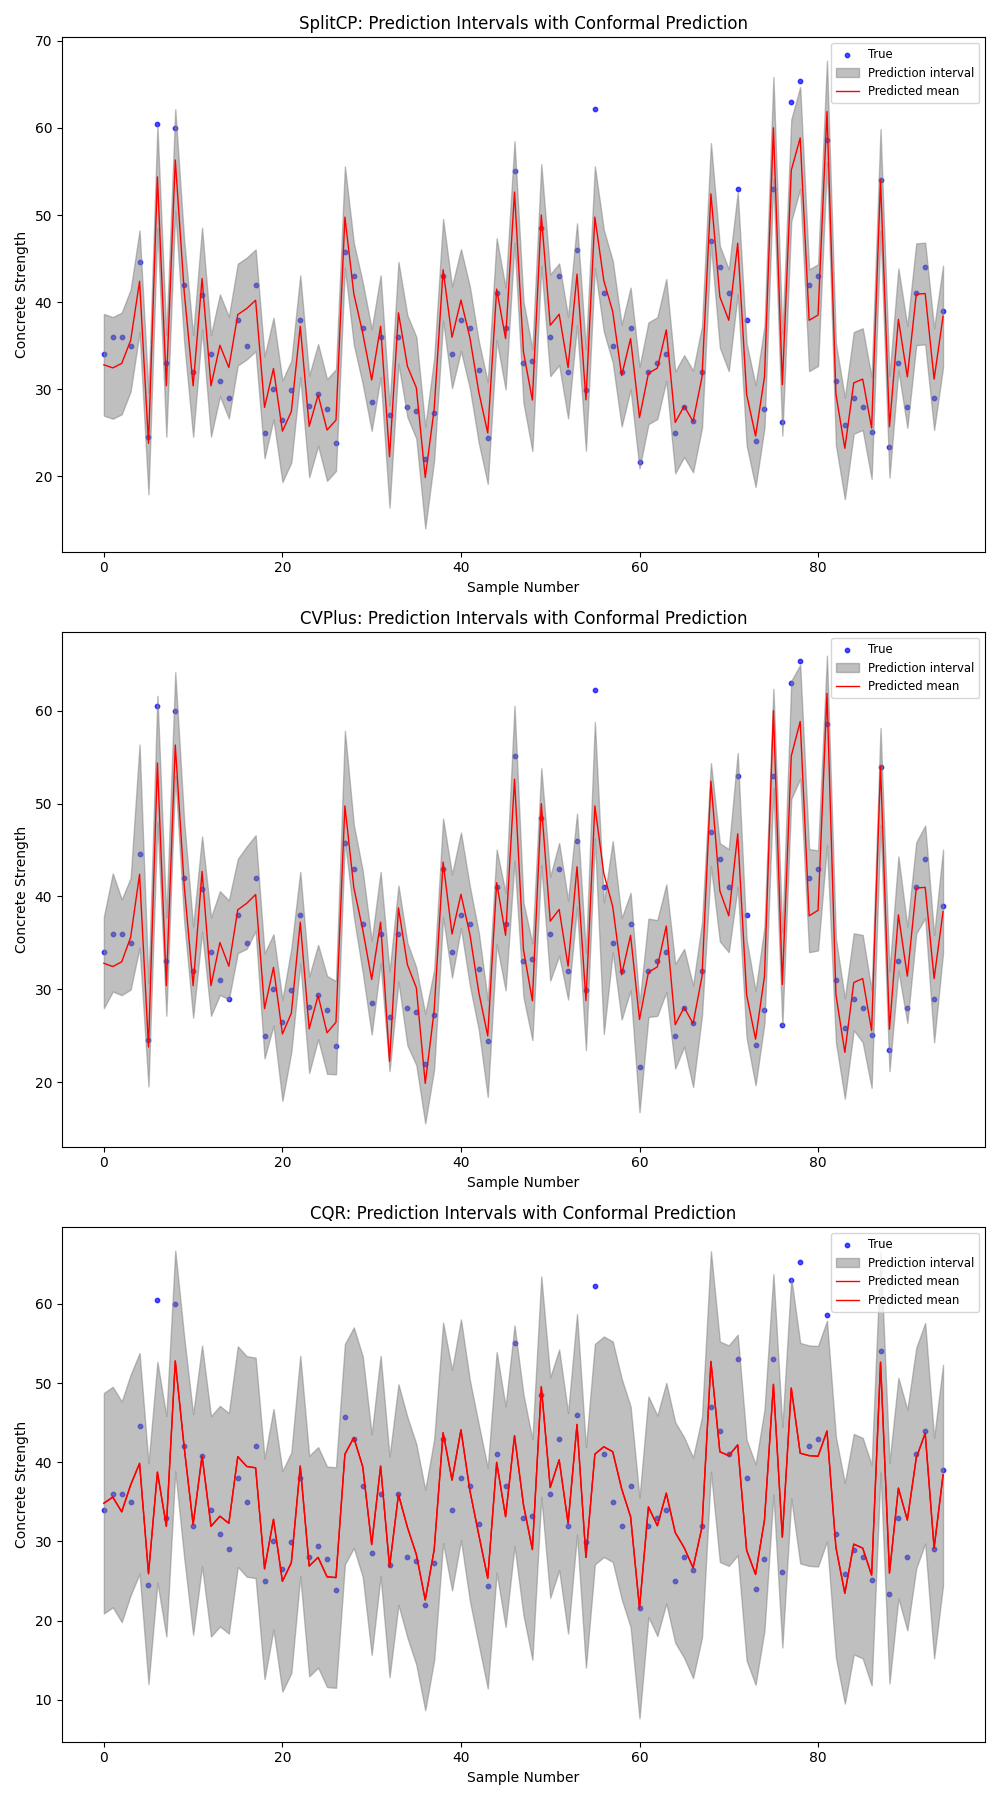 SplitCP: Prediction Intervals with Conformal Prediction
70
60
50
40
30
20
Concrete Strength
True
Prediction interval
Predicted mean
0 20 40 60 80
Sample Number
CVPlus: Prediction Intervals with Conformal Prediction
60
50
40
30
20
Concrete Strength
True
Prediction interval
Predicted mean
0 20 40 60 80
Sample Number
CQR: Prediction Intervals with Conformal Prediction
60
50
40
30
20
10
Concrete Strength
True
Prediction interval
Predicted mean
Predicted mean
0 20 40 60 80
Sample Number